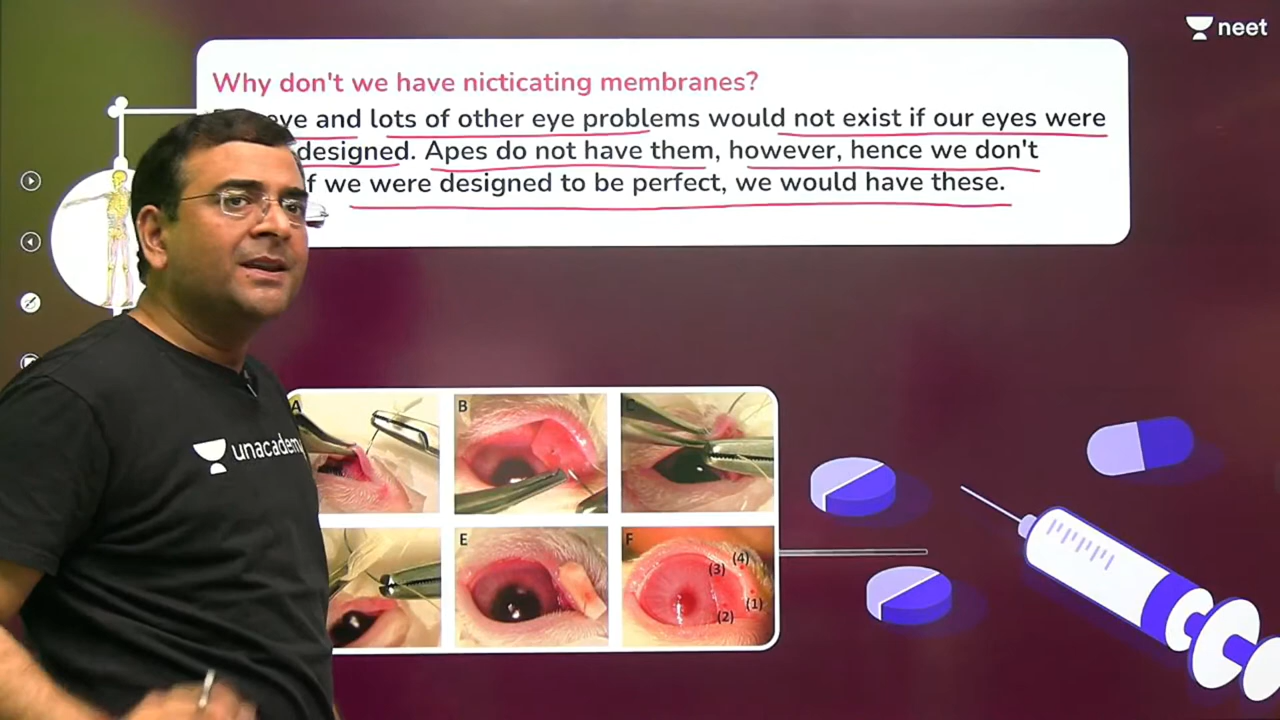 neet
Why don't we have nicticating membranes?
eye and lots of other eye problems would not exist if our eyes were
designed. Apes do not have them, however, hence we don't
f we were designed to be perfect, we would have these.
A
B
C
E
F
(4)
(3)
(1)
(2)
unacademy